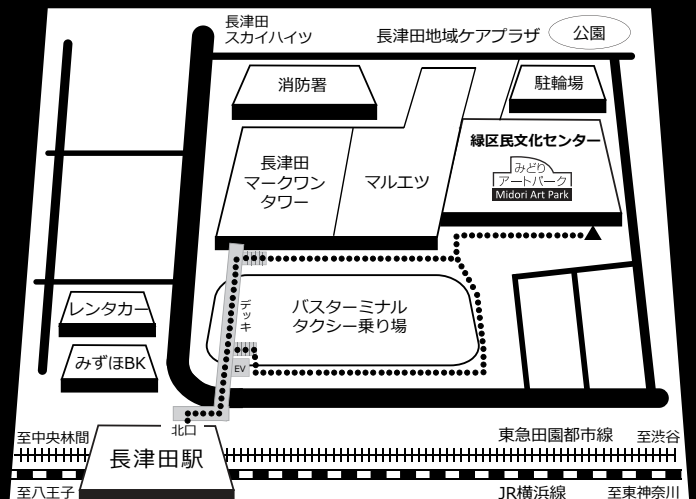 長津田
スカイハイツ
長津田地域ケアプラザ
公園
消防署
駐輪場
緑区民文化センター
みどり
アートパーク
Midori Art Park
長津田
マークワン
タワー
マルエツ
レンタカー
デッキ
バスターミナル
タクシー乗り場
みずほBK
EV
北口
至中央林間
東急田園都市線
至渋谷
長津田駅
至八王子
JR横浜線
至東神奈川